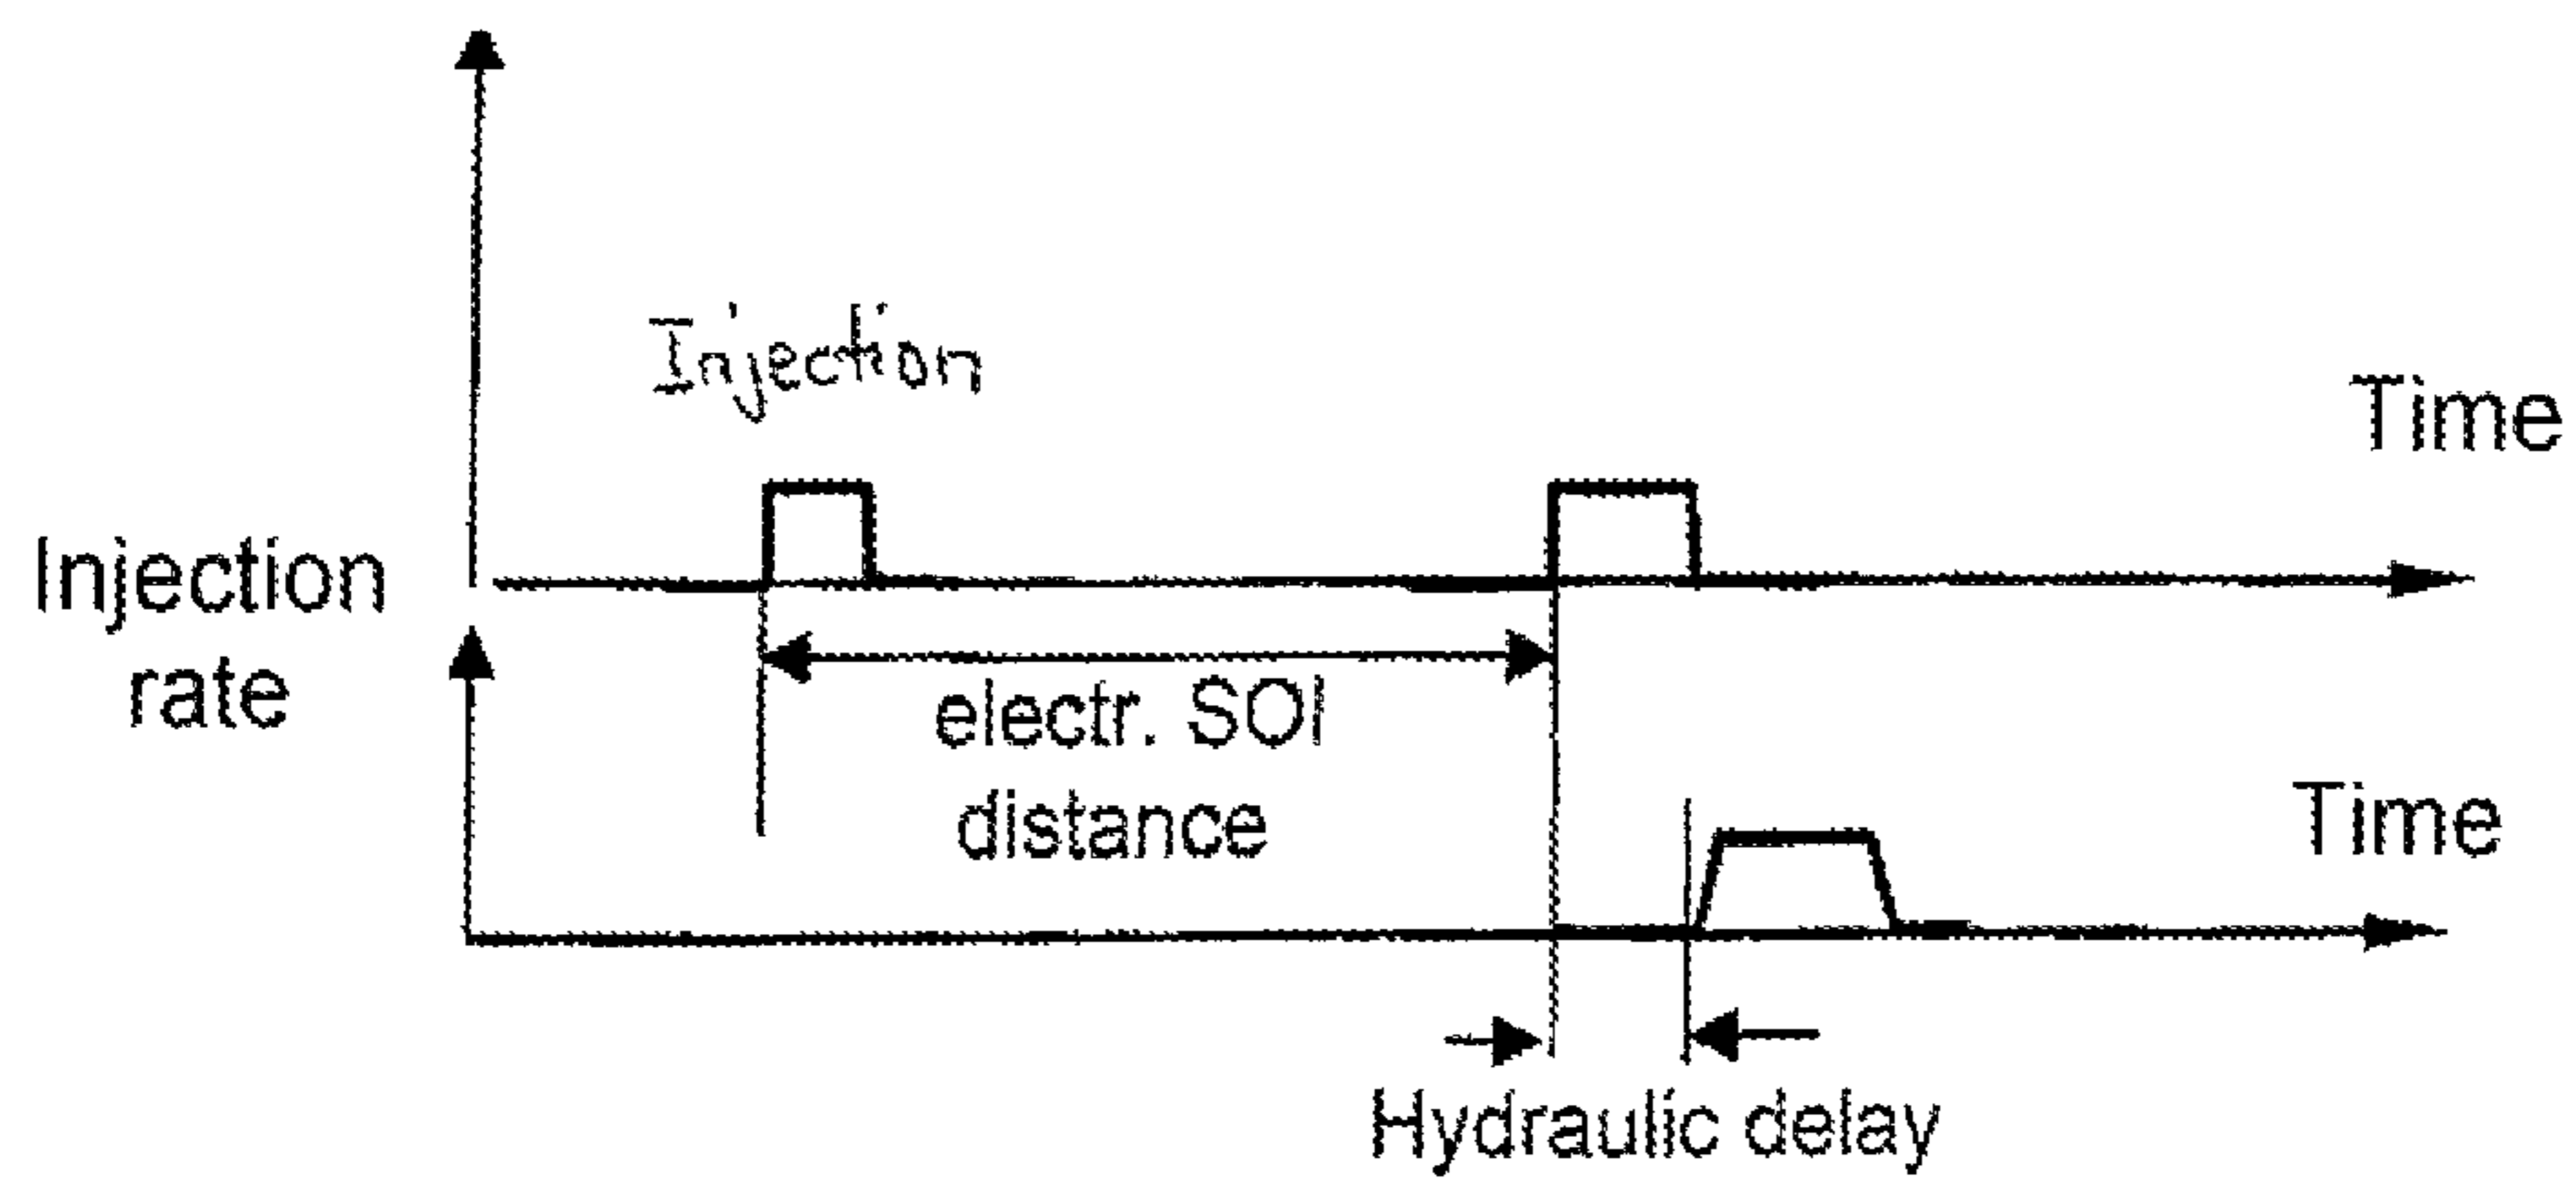 Injection
Time
Injection
rate
electr. SOI
distance
Time
Hydraulic delay